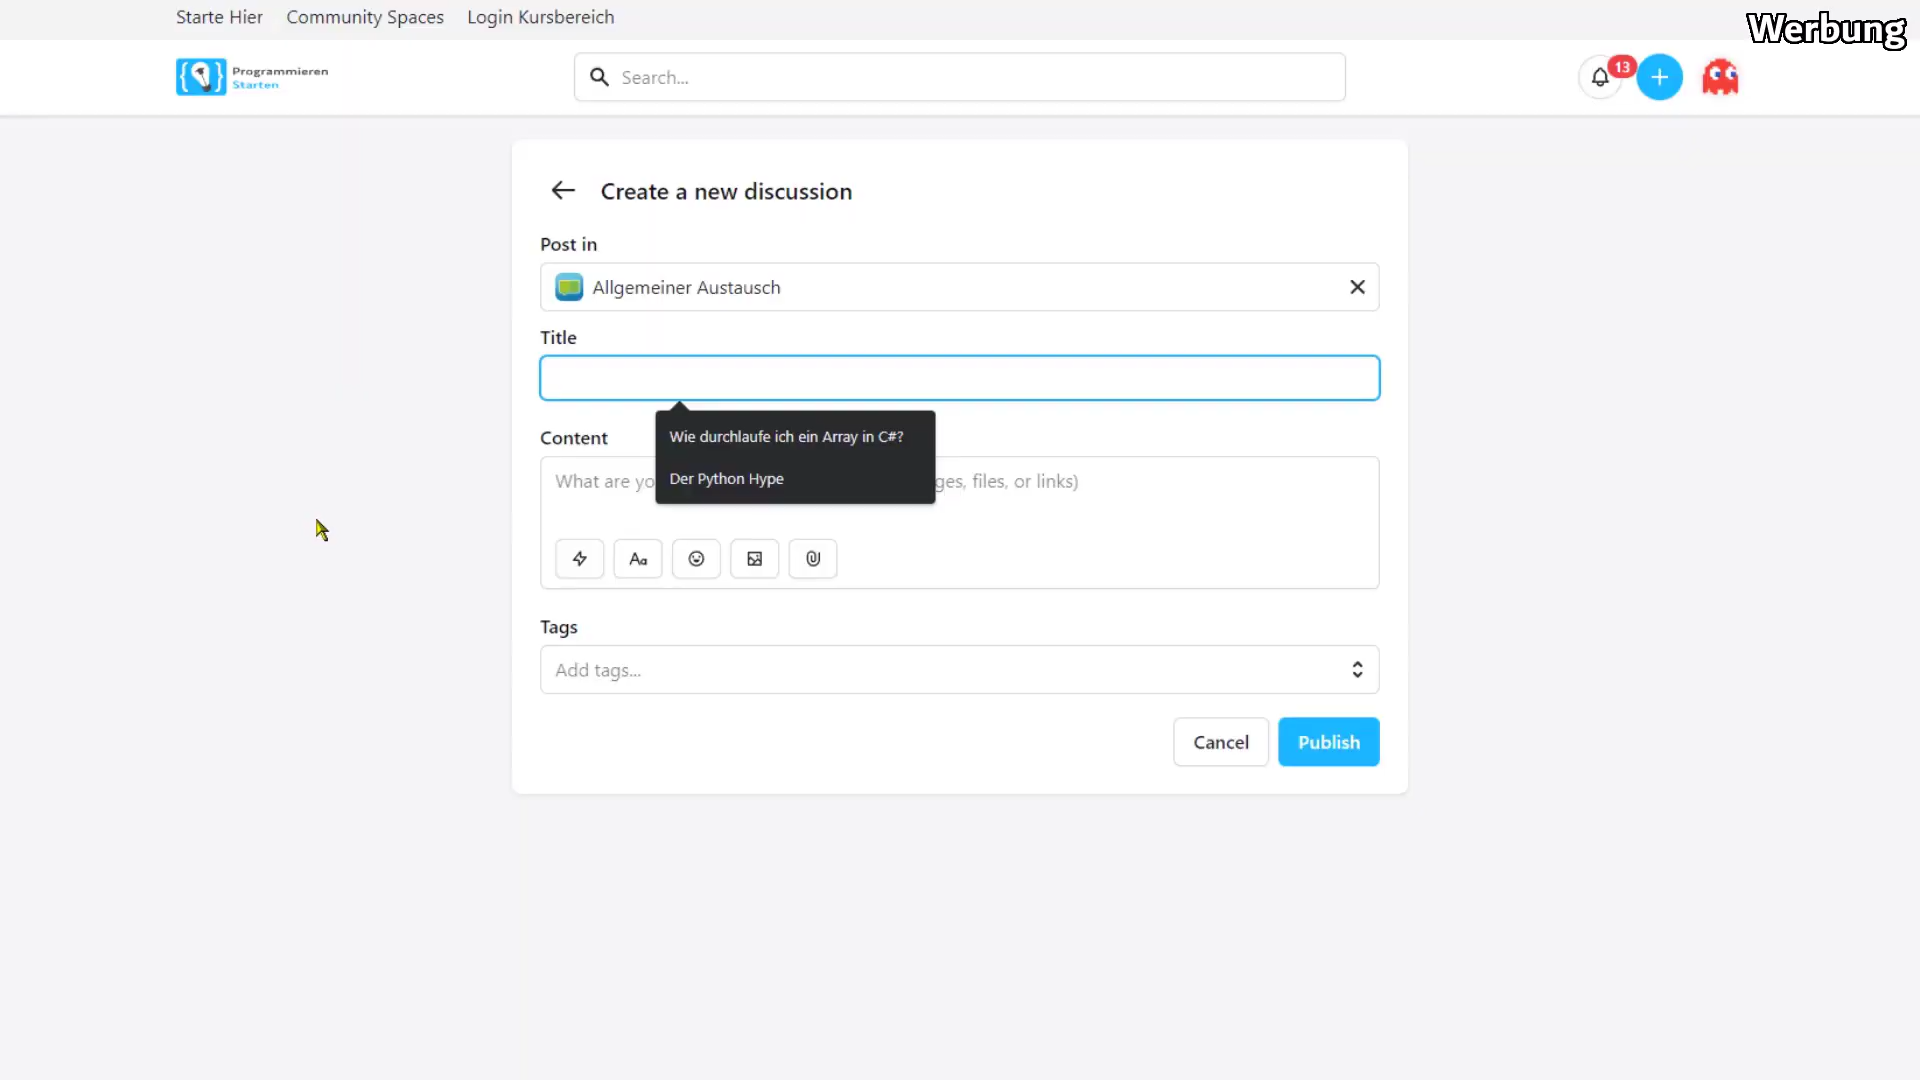 Starte Hier Community Spaces Login Kursbereich
Werbung
Programmieren
Starten
Search...
13
Create a new discussion
Post in
Allgemeiner Austausch
Title
Wie durchlaufe ich ein Array in C#?
Content
What are yo ges, files, or links)
Der Python Hype
Aa
Tags
Add tags...
Cancel Publish